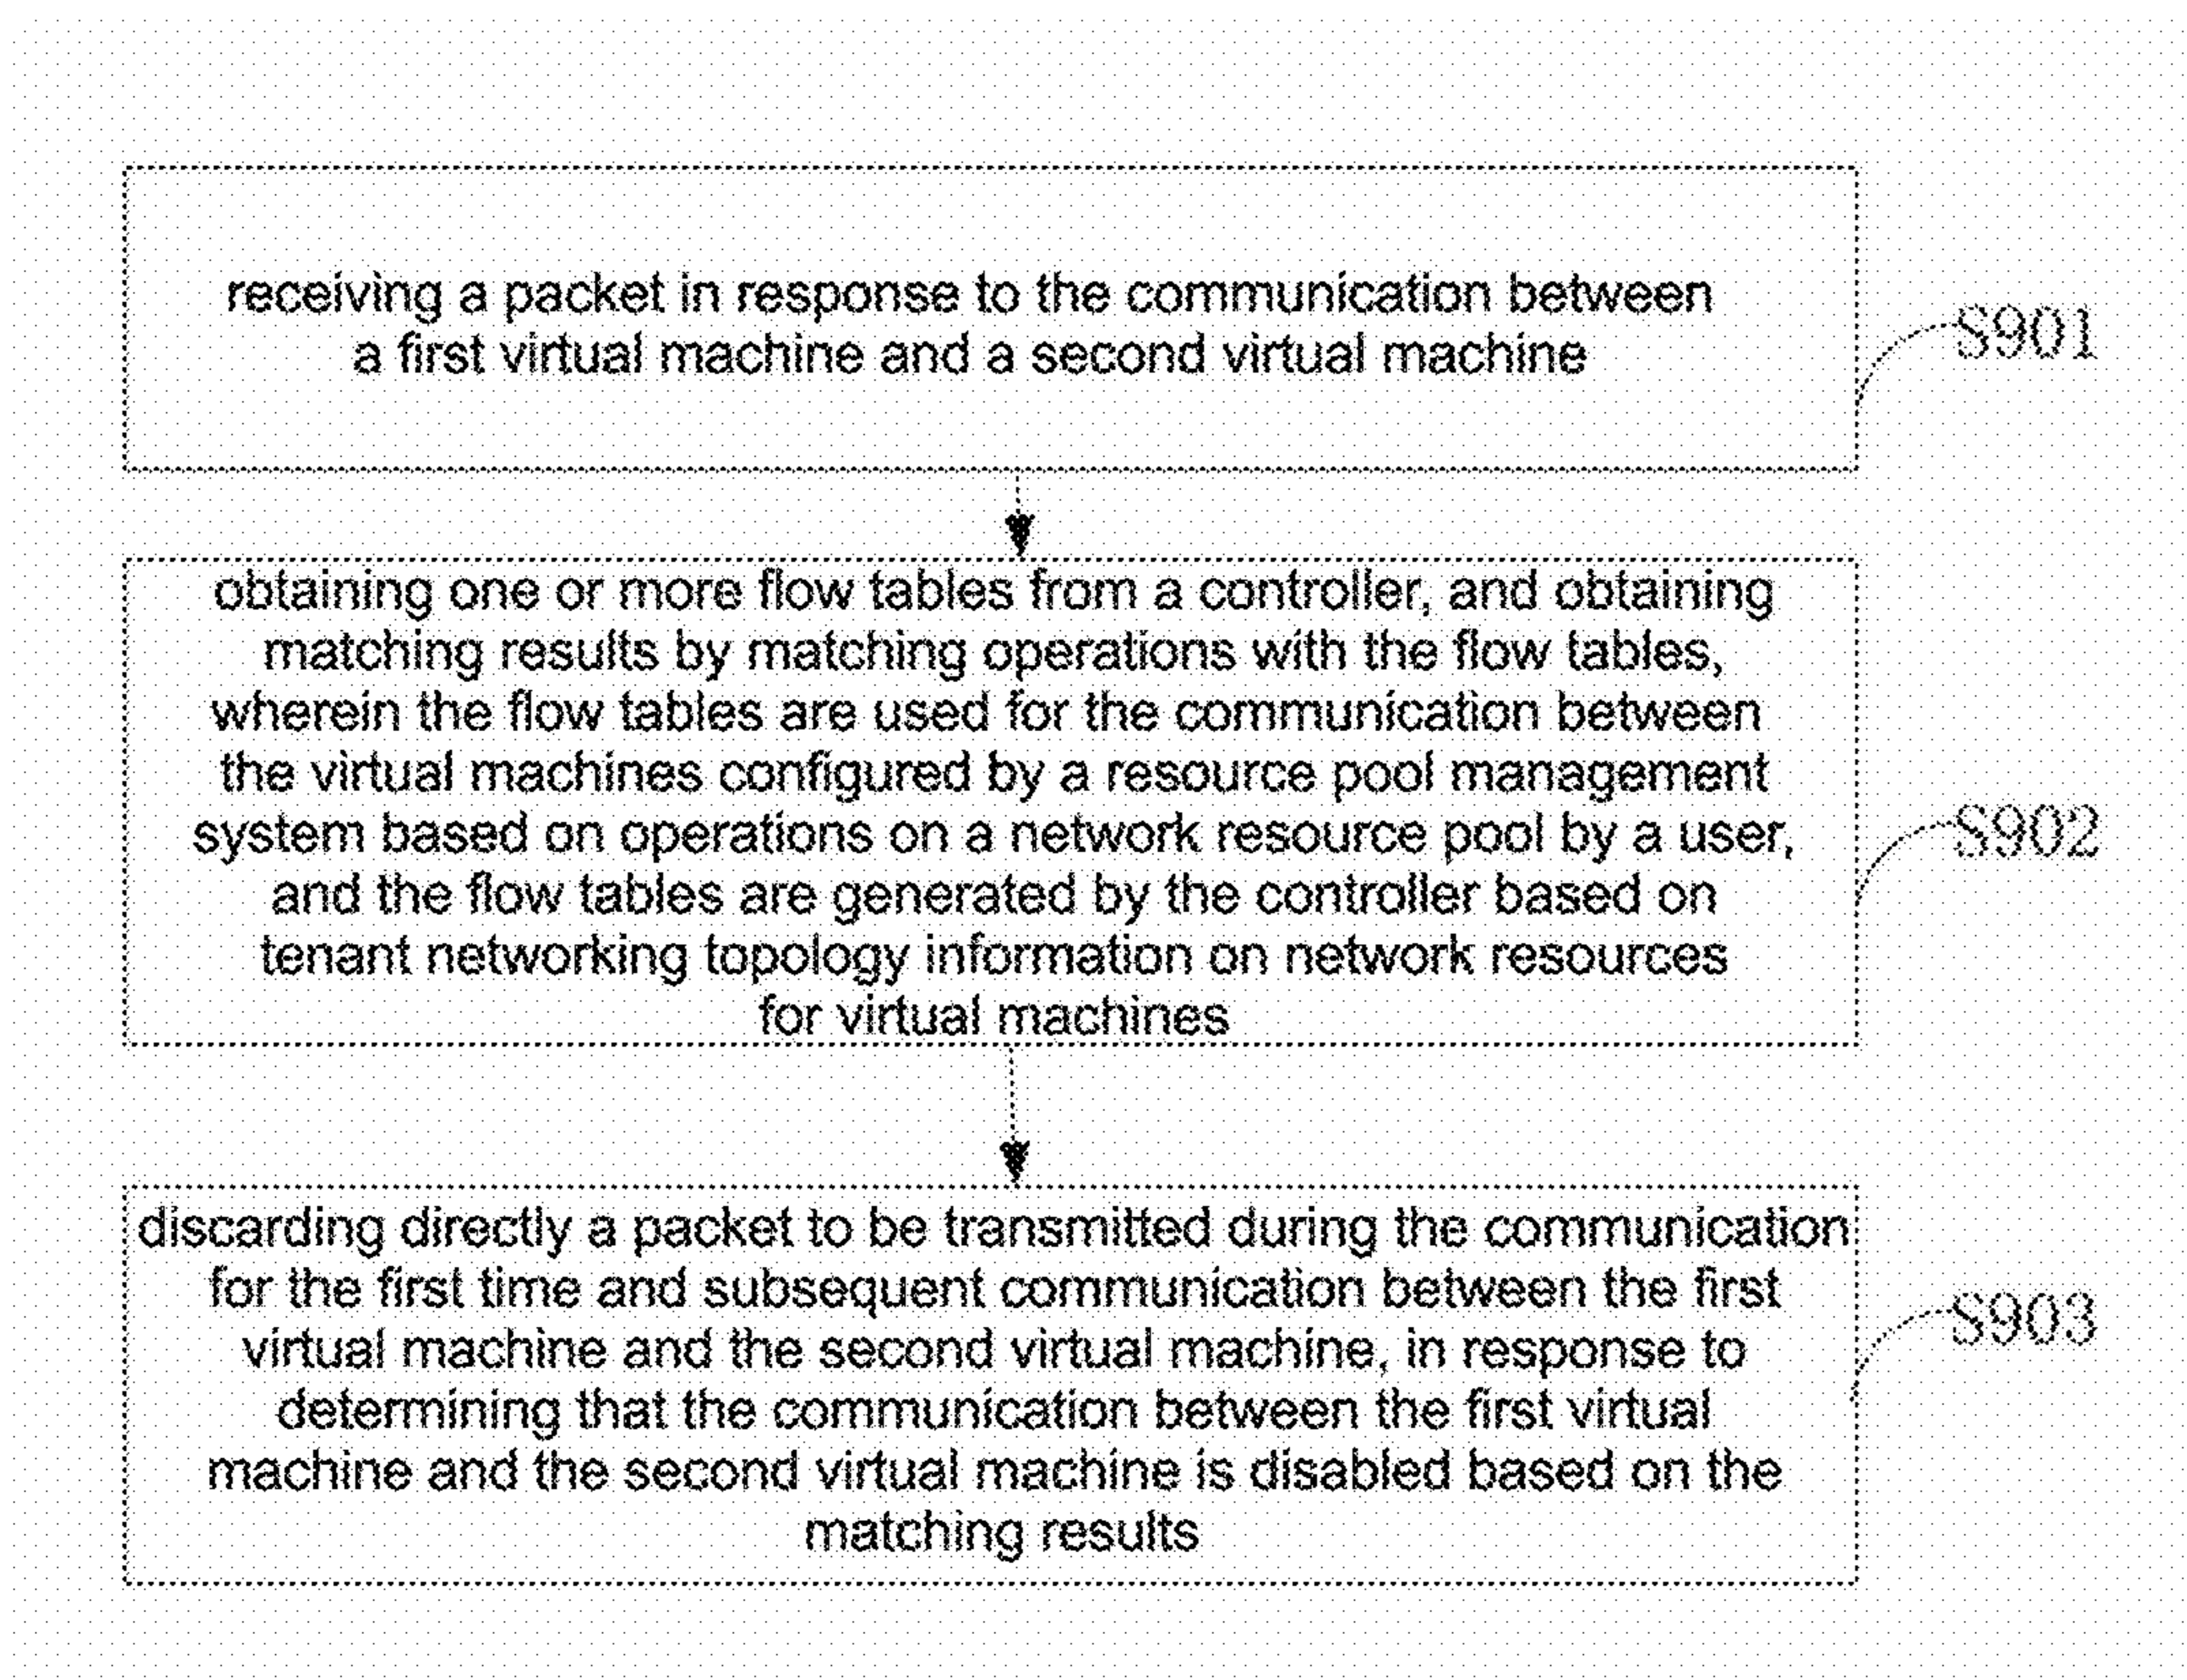 receiving a packet in response to the communication between
a first virtual machine and a second virtual machine
S901
obtaining one or more flow tables from a controller, and obtaining
matching results by matching operations with the flow tables,
wherein the flow tables are used for the communication between
the virtual machines configured by a resource pool management
system based on operations on a network resource pool by a user,
and the flow tables are generated by the controller based on
tenant networking topology information on network resources
for virtual machines
S902
discarding directly a packet to be transmitted during the communication
for the first time and subsequent communication between the first
virtual machine and the second virtual machine, in response to
determining that the communication between the first virtual
machine and the second virtual machine is disabled based on the
matching results
S903